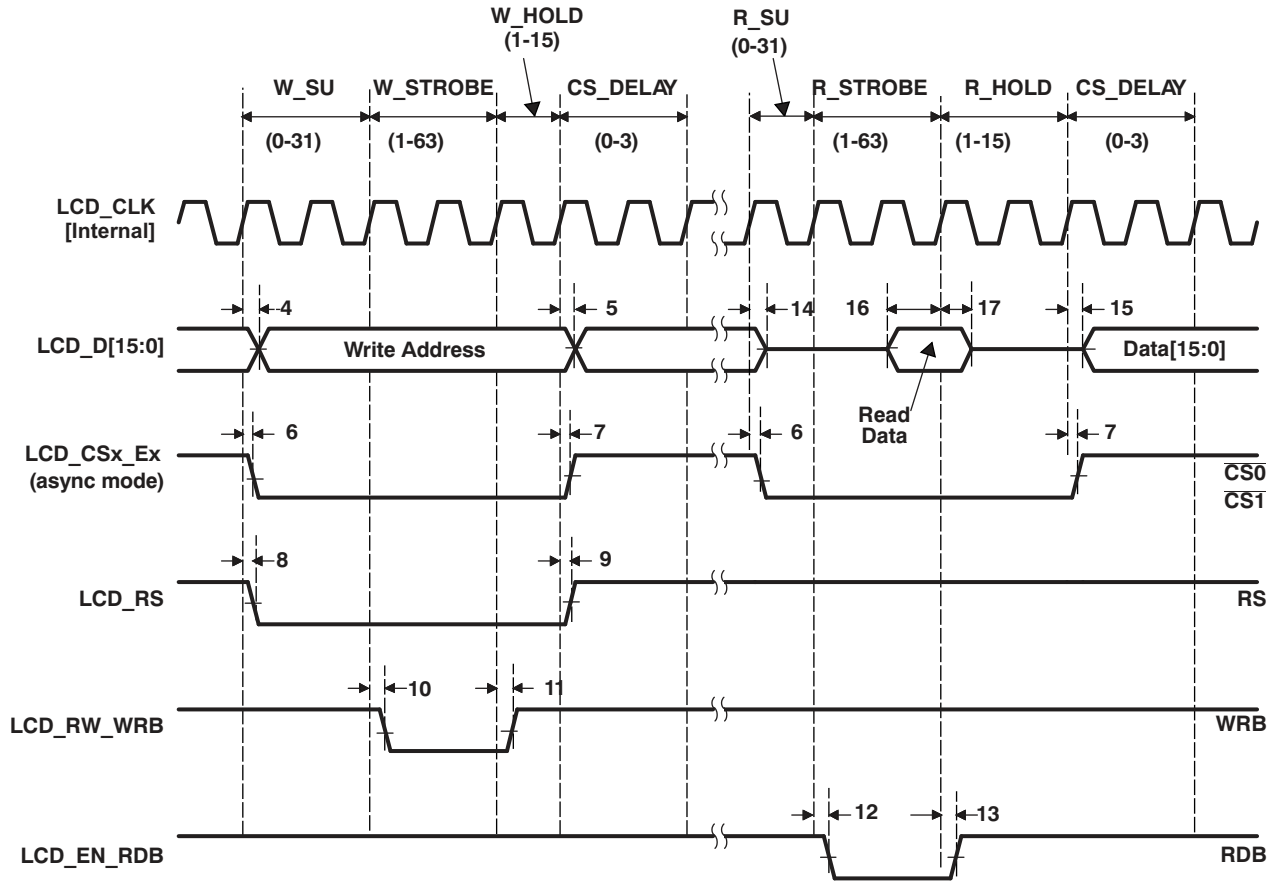 W_HOLD
(1-15)
R_SU
(0-31)
W_SU
W_STROBE
CS_DELAY
R_STROBE
R_HOLD
CS_DELAY
(0-31)
(1-63)
(0-3)
(1-63)
(1-15)
(0-3)
LCD_CLK
[Internal]
4
5
14
16
17
15
LCD_D[15:0]
Write Address
Data[15:0]
Read
Data
6
7
6
7
LCD_CSx_Ex
(async mode)
CS0
CS1
8
9
LCD_RS
RS
10
11
LCD_RW_WRB
WRB
12
13
LCD_EN_RDB
RDB